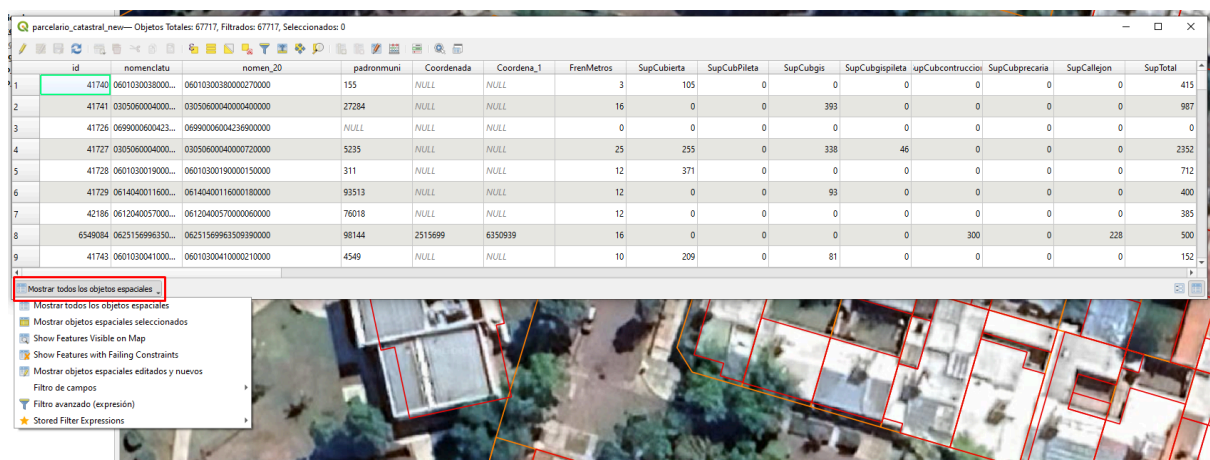 parcelario_catastral_new— Objetos Totales: 67717, Filtrados: 67717, Seleccionados: 0
id nomenclatu nomen_20 padronmuni Coordenada Coordena_1 FrenMetros SupCubierta SupCubPileta SupCubgis SupCubgispileta upCubcontruccior SupCubprecaria SupCallejon SupTotal
1 41740 0601030038000... 06010300380000270000 155 NULL NULL 3 105 0 0 0 0 0 0 415
2 41741 0305060004000... 03050600040000400000 27284 NULL NULL 16 0 0 393 0 0 0 0 987
3 41726 0699000600423... 06990006004236900000 NULL NULL NULL 0 0 0 0 0 0 0 0 0
4 41727 0305060004000... 03050600040000720000 5235 NULL NULL 25 255 0 338 46 0 0 0 2352
5 41728 0601030019000... 06010300190000150000 311 NULL NULL 12 371 0 0 0 0 0 0 712
6 41729 0614040011600... 06140400116000180000 93513 NULL NULL 12 0 0 93 0 0 0 0 400
7 42186 0612040057000... 06120400570000060000 76018 NULL NULL 12 0 0 0 0 0 0 0 385
8 6549084 0625156996350... 06251569963509390000 98144 2515699 6350939 16 0 0 0 0 300 0 228 500
9 41743 0601030041000... 06010300410000210000 4549 NULL NULL 10 209 0 81 0 0 0 0 152
Mostrar todos los objetos espaciales
Mostrar todos los objetos espaciales
Mostrar objetos espaciales seleccionados
Show Features Visible on Map
Show Features with Failing Constraints
Mostrar objetos espaciales editados y nuevos
Filtro de campos
Filtro avanzado (expresión)
Stored Filter Expressions